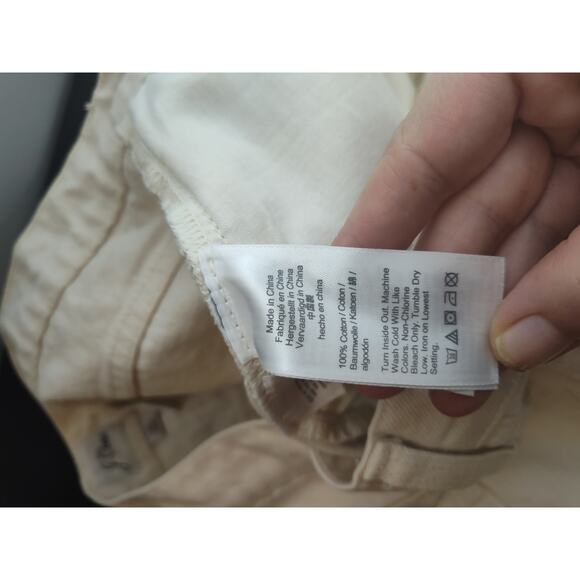 Made in China
Fabriqué en Chine
Hergestellt in China
Vervaardigd in China
中国製
hecho en china
100% Cotton / Coton /
Baumwolle / Katoen / 綿 /
algodón
Turn Inside Out. Machine
Wash Cold With Like
Colors. Non-Chlorine
Bleach Only. Tumble Dry
Low. Iron on Lowest
Setting.